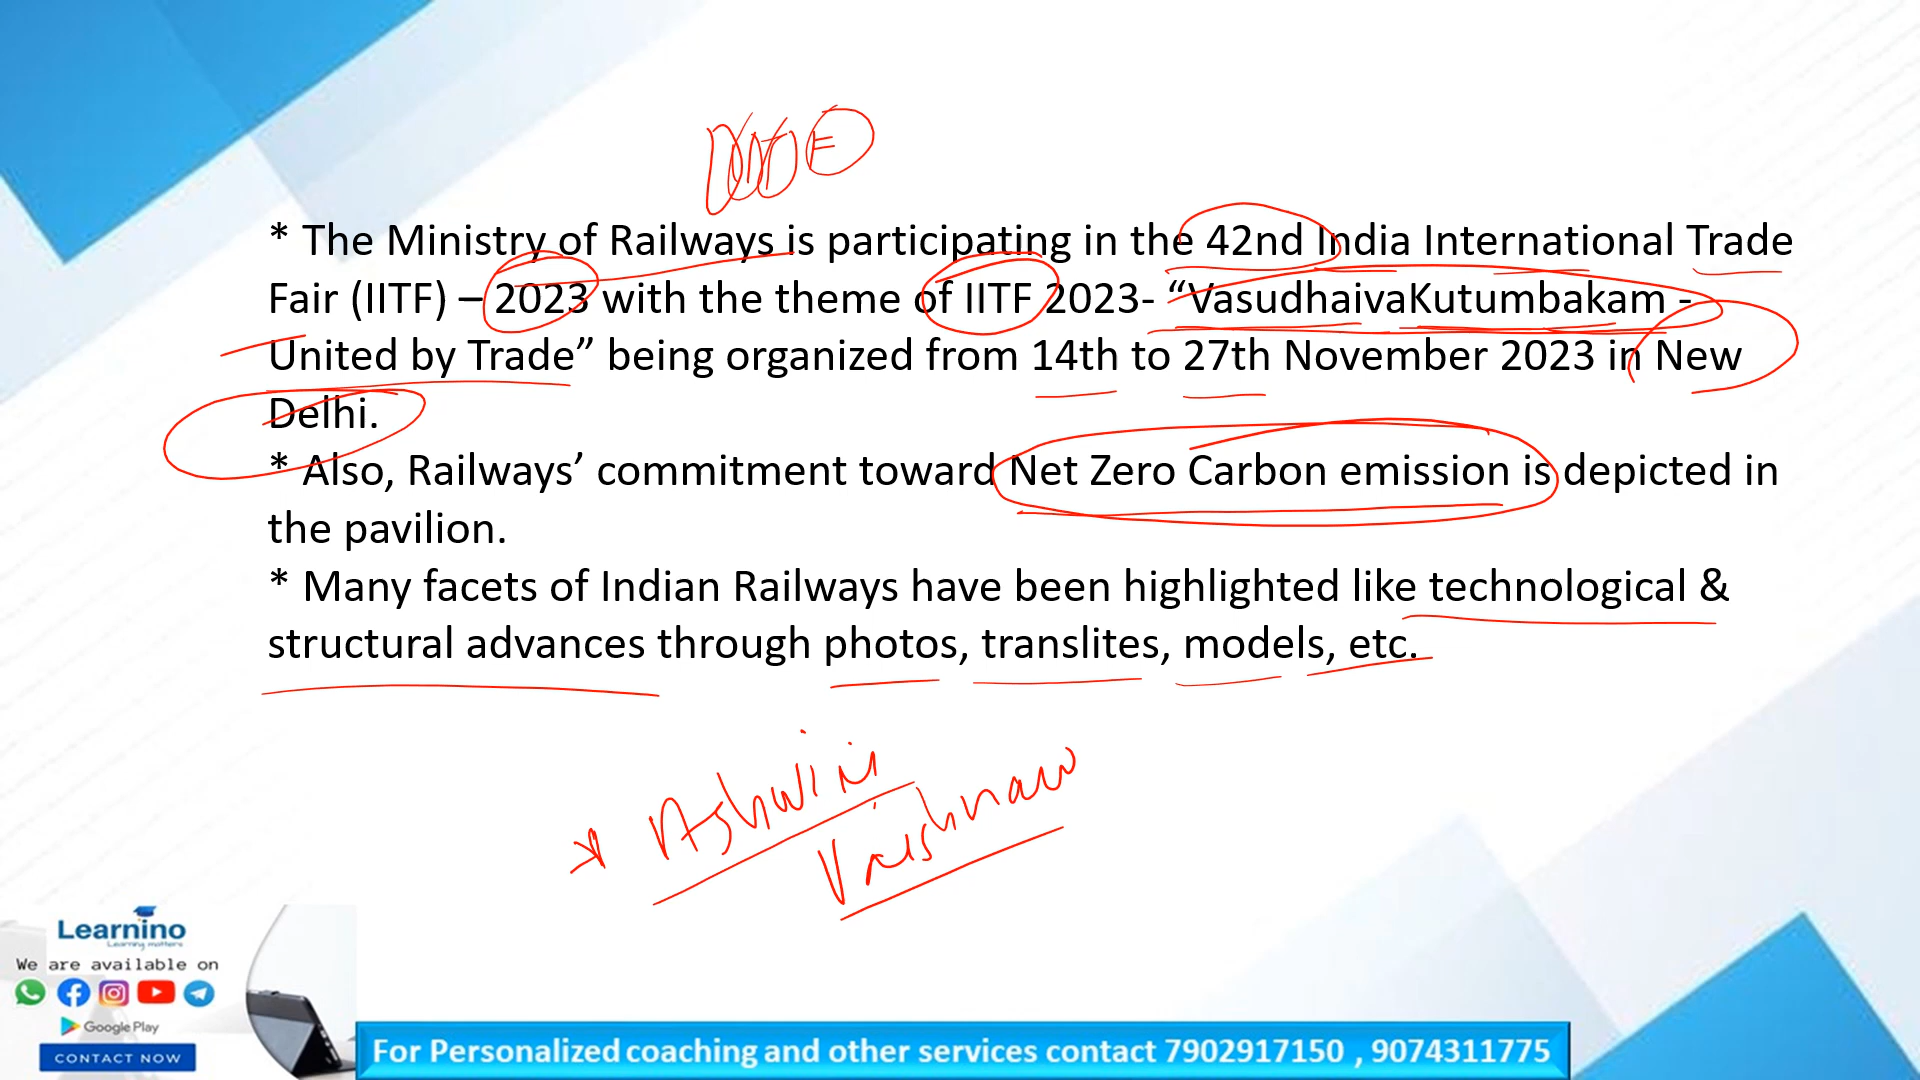 IITF
* The Ministry of Railways is participating in the 42nd India International Trade
Fair (IITF) – 2023 with the theme of IITF 2023- “VasudhaivaKutumbakam -
United by Trade” being organized from 14th to 27th November 2023 in New
Delhi.
* Also, Railways’ commitment toward Net Zero Carbon emission is depicted in
the pavilion.
* Many facets of Indian Railways have been highlighted like technological &
structural advances through photos, translites, models, etc.
Ashwini
Vaishnaw
Learnino
Learning matters
We are available on
Google Play
CONTACT NOW
For Personalized coaching and other services contact 7902917150 , 9074311775